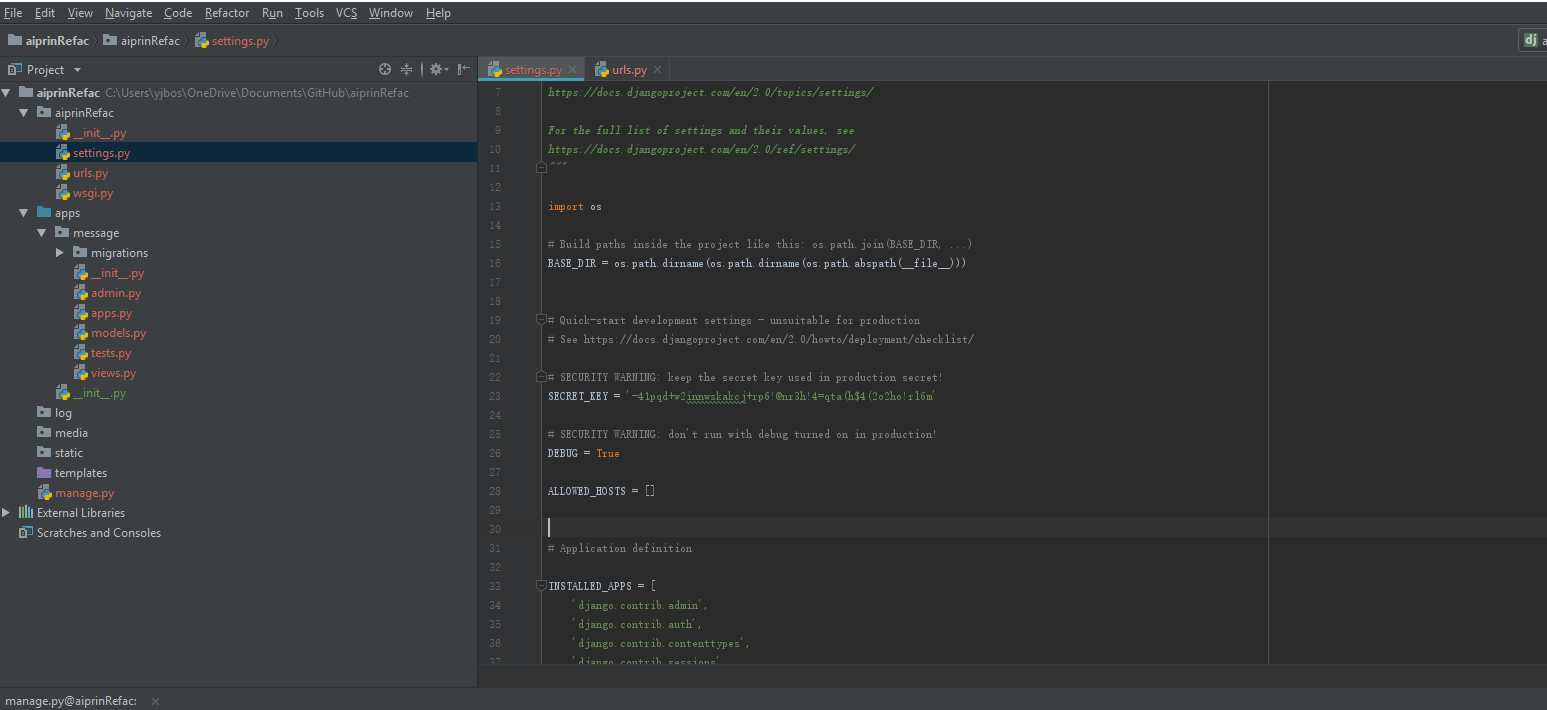 File Edit View Navigate Code Refactor Run Tools VCS Window Help
aiprinRefac aiprinRefac settings.py
dj
Project
settings.py urls.py
aiprinRefac C:\Users\yjbos\OneDrive\Documents\GitHub\aiprinRefac
aiprinRefac
__init__.py
settings.py
urls.py
wsgi.py
apps
message
migrations
__init__.py
admin.py
apps.py
models.py
tests.py
views.py
__init__.py
log
media
static
templates
manage.py
External Libraries
Scratches and Consoles
7 https://docs.djangoproject.com/en/2.0/topics/settings/
8
9 For the full list of settings and their values, see
10 https://docs.djangoproject.com/en/2.0/ref/settings/
11 """
12
13 import os
14
15 # Build paths inside the project like this: os.path.join(BASE_DIR, ...)
16 BASE_DIR = os.path.dirname(os.path.dirname(os.path.abspath(__file__)))
17
18
19 # Quick-start development settings - unsuitable for production
20 # See https://docs.djangoproject.com/en/2.0/howto/deployment/checklist/
21
22 # SECURITY WARNING: keep the secret key used in production secret!
23 SECRET_KEY =
24
25 # SECURITY WARNING: don't run with debug turned on in production!
26 DEBUG = True
27
28 ALLOWED_HOSTS = []
29
30
31 # Application definition
32
33 INSTALLED_APPS = [
34 'django.contrib.admin',
35 'django.contrib.auth',
36 'django.contrib.contenttypes',
37 'django.contrib.sessions'
manage.py@aiprinRefac: